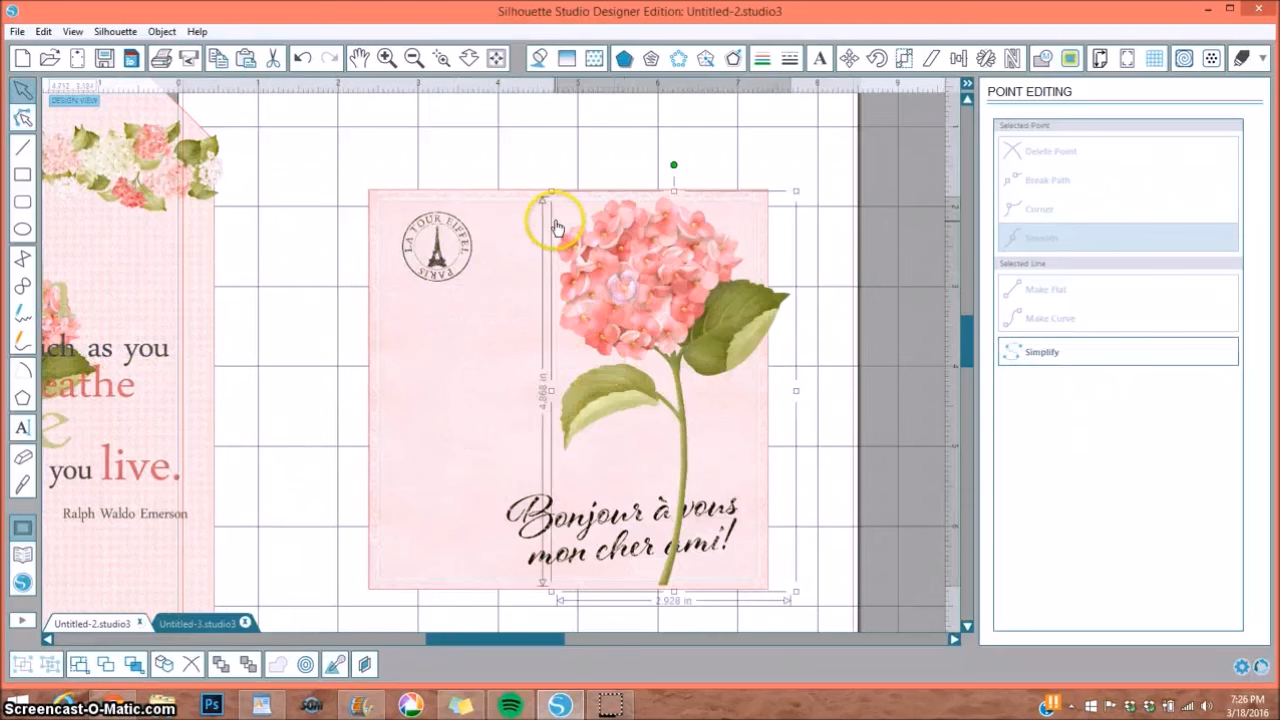 Silhouette Studio Designer Edition: Untitled-2.studio3
File Edit View Silhouette Object Help
DESIGN VIEW
POINT EDITING
Selected Point
Delete Point
Break Path
Corner
Smooth
Selected Line
Make Flat
Make Curve
Simplify
LA TOUR EIFFEL
PARIS
4.868 in
ch as you
eathe
e
you live.
Ralph Waldo Emerson
Bonjour à vous
mon cher ami!
2.928 in
Untitled-2.studio3 x Untitled-3.studio3 x
Ps
Screencast-O-Matic.com
7:26 PM
3/18/2016